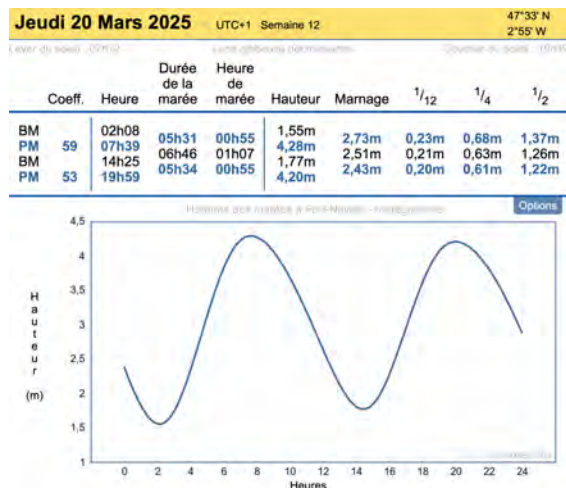 Jeudi 20 Mars 2025 UTC+1 Semaine 12 47°33' N
2°55' W
Coeff. Heure Durée de la marée Heure de marée Hauteur Marnage 1/12 1/4 1/2
BM 02h08 1,55m
05h31 00h55 2,73m 0,23m 0,68m 1,37m
PM 59 07h39 4,28m
06h46 01h07 2,51m 0,21m 0,63m 1,26m
BM 14h25 1,77m
05h34 00h55 2,43m 0,20m 0,61m 1,22m
PM 53 19h59 4,20m
Options
4,5
4
3,5
3
2,5
2
1,5
1
Hauteur
(m)
0 2 4 6 8 10 12 14 16 18 20 22 24
Heures